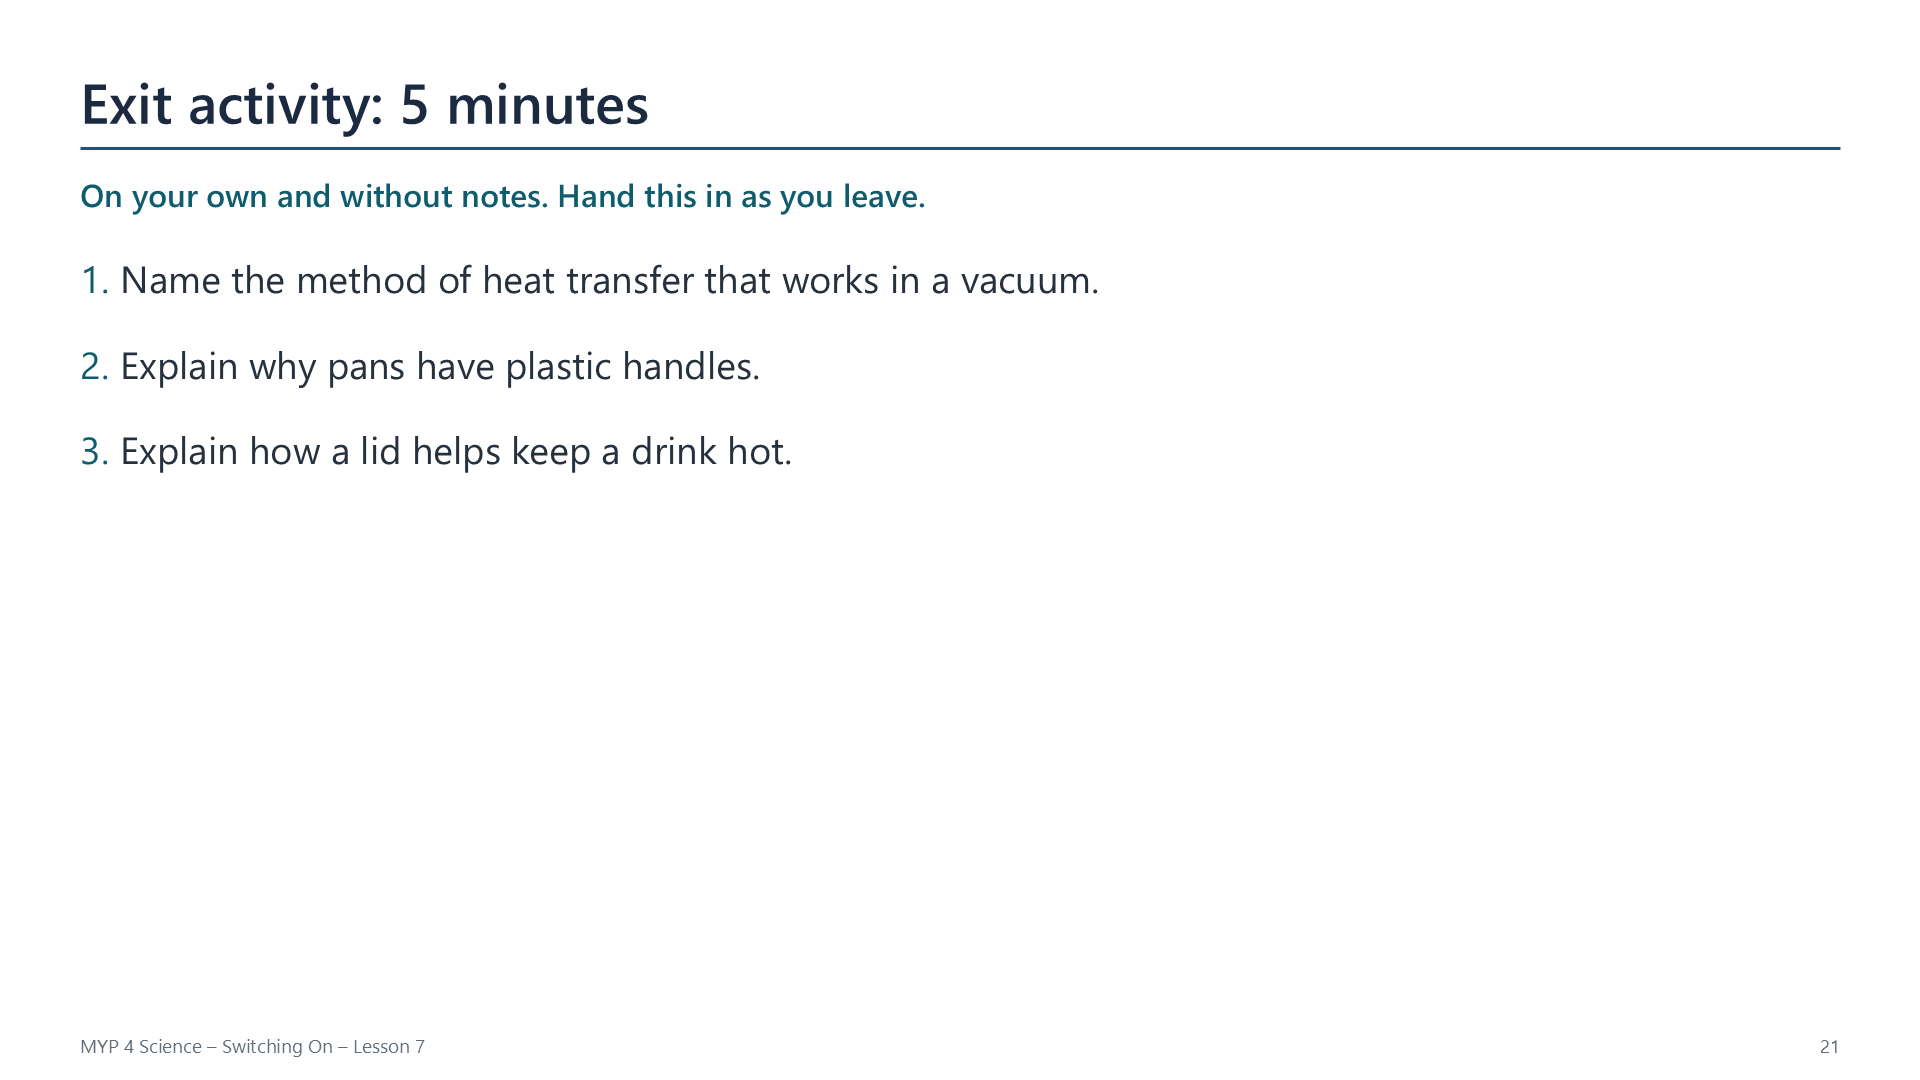 Exit activity: 5 minutes
On your own and without notes. Hand this in as you leave.
1. Name the method of heat transfer that works in a vacuum.
2. Explain why pans have plastic handles.
3. Explain how a lid helps keep a drink hot.
MYP 4 Science – Switching On – Lesson 7
21